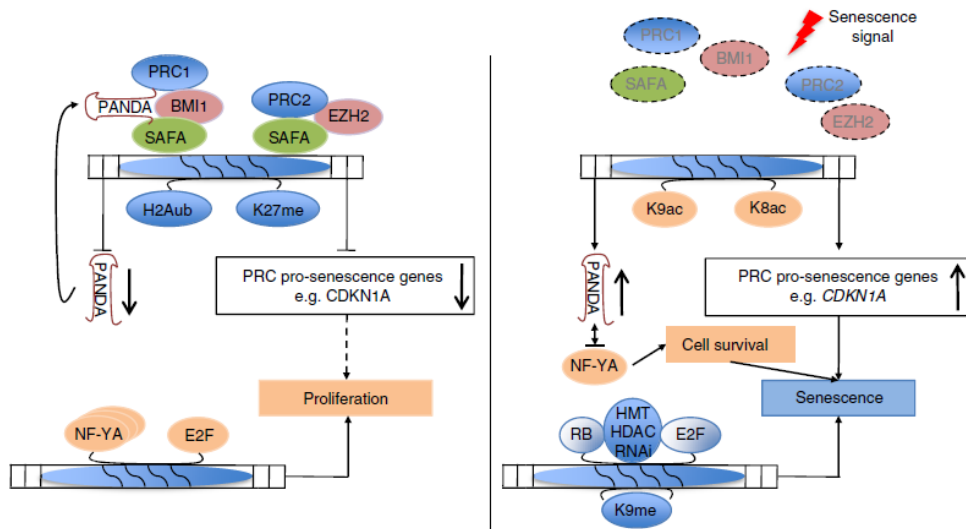 PRC1
PANDA
BMI1
SAFA
PRC2
EZH2
SAFA
H2Aub
K27me
PANDA
PRC pro-senescence genes
e.g. CDKN1A
Proliferation
NF-YA
E2F
Senescence
signal
PRC1
BMI1
SAFA
PRC2
EZH2
K9ac
K8ac
PANDA
PRC pro-senescence genes
e.g. CDKN1A
NF-YA
Cell survival
Senescence
RB
HMT
HDAC
RNAi
E2F
K9me